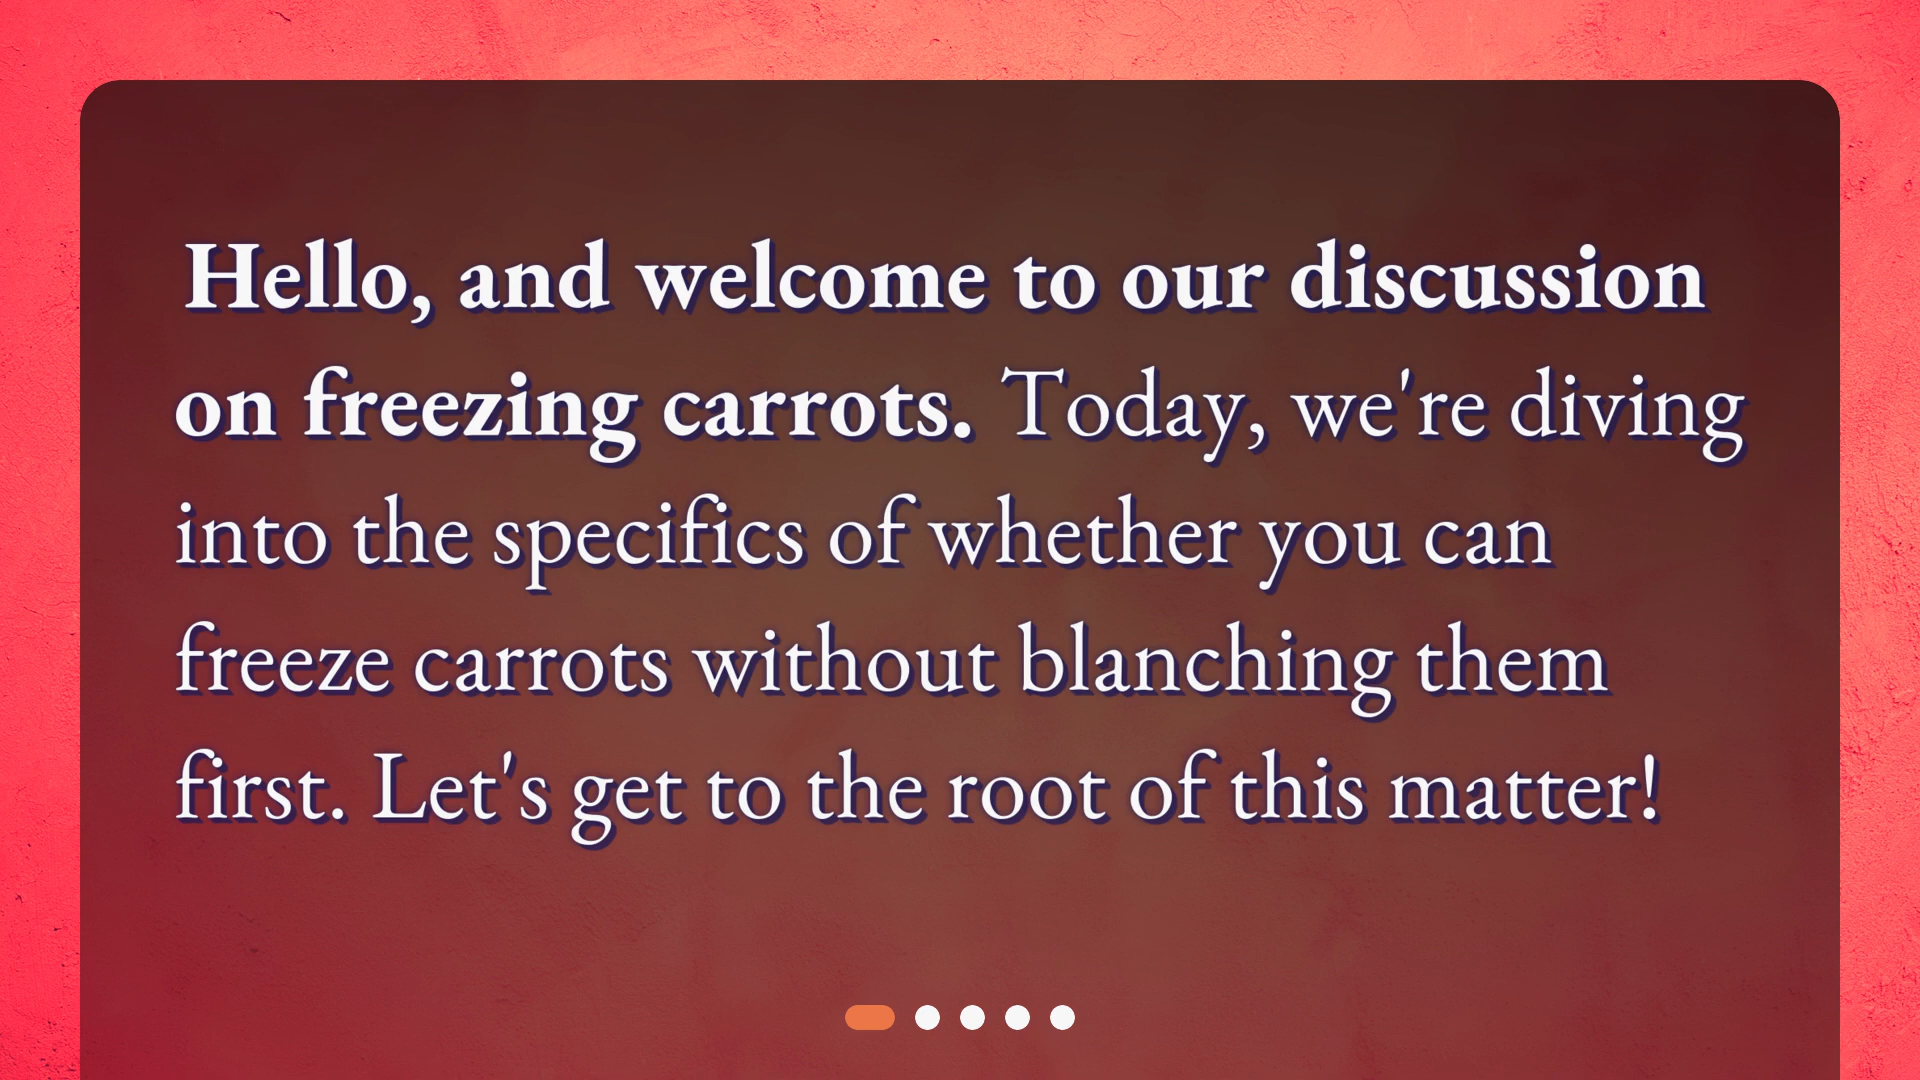 Hello, and welcome to our discussion
on freezing carrots. Today, we're diving
into the specifics of whether you can
freeze carrots without blanching them
first. Let's get to the root of this matter!